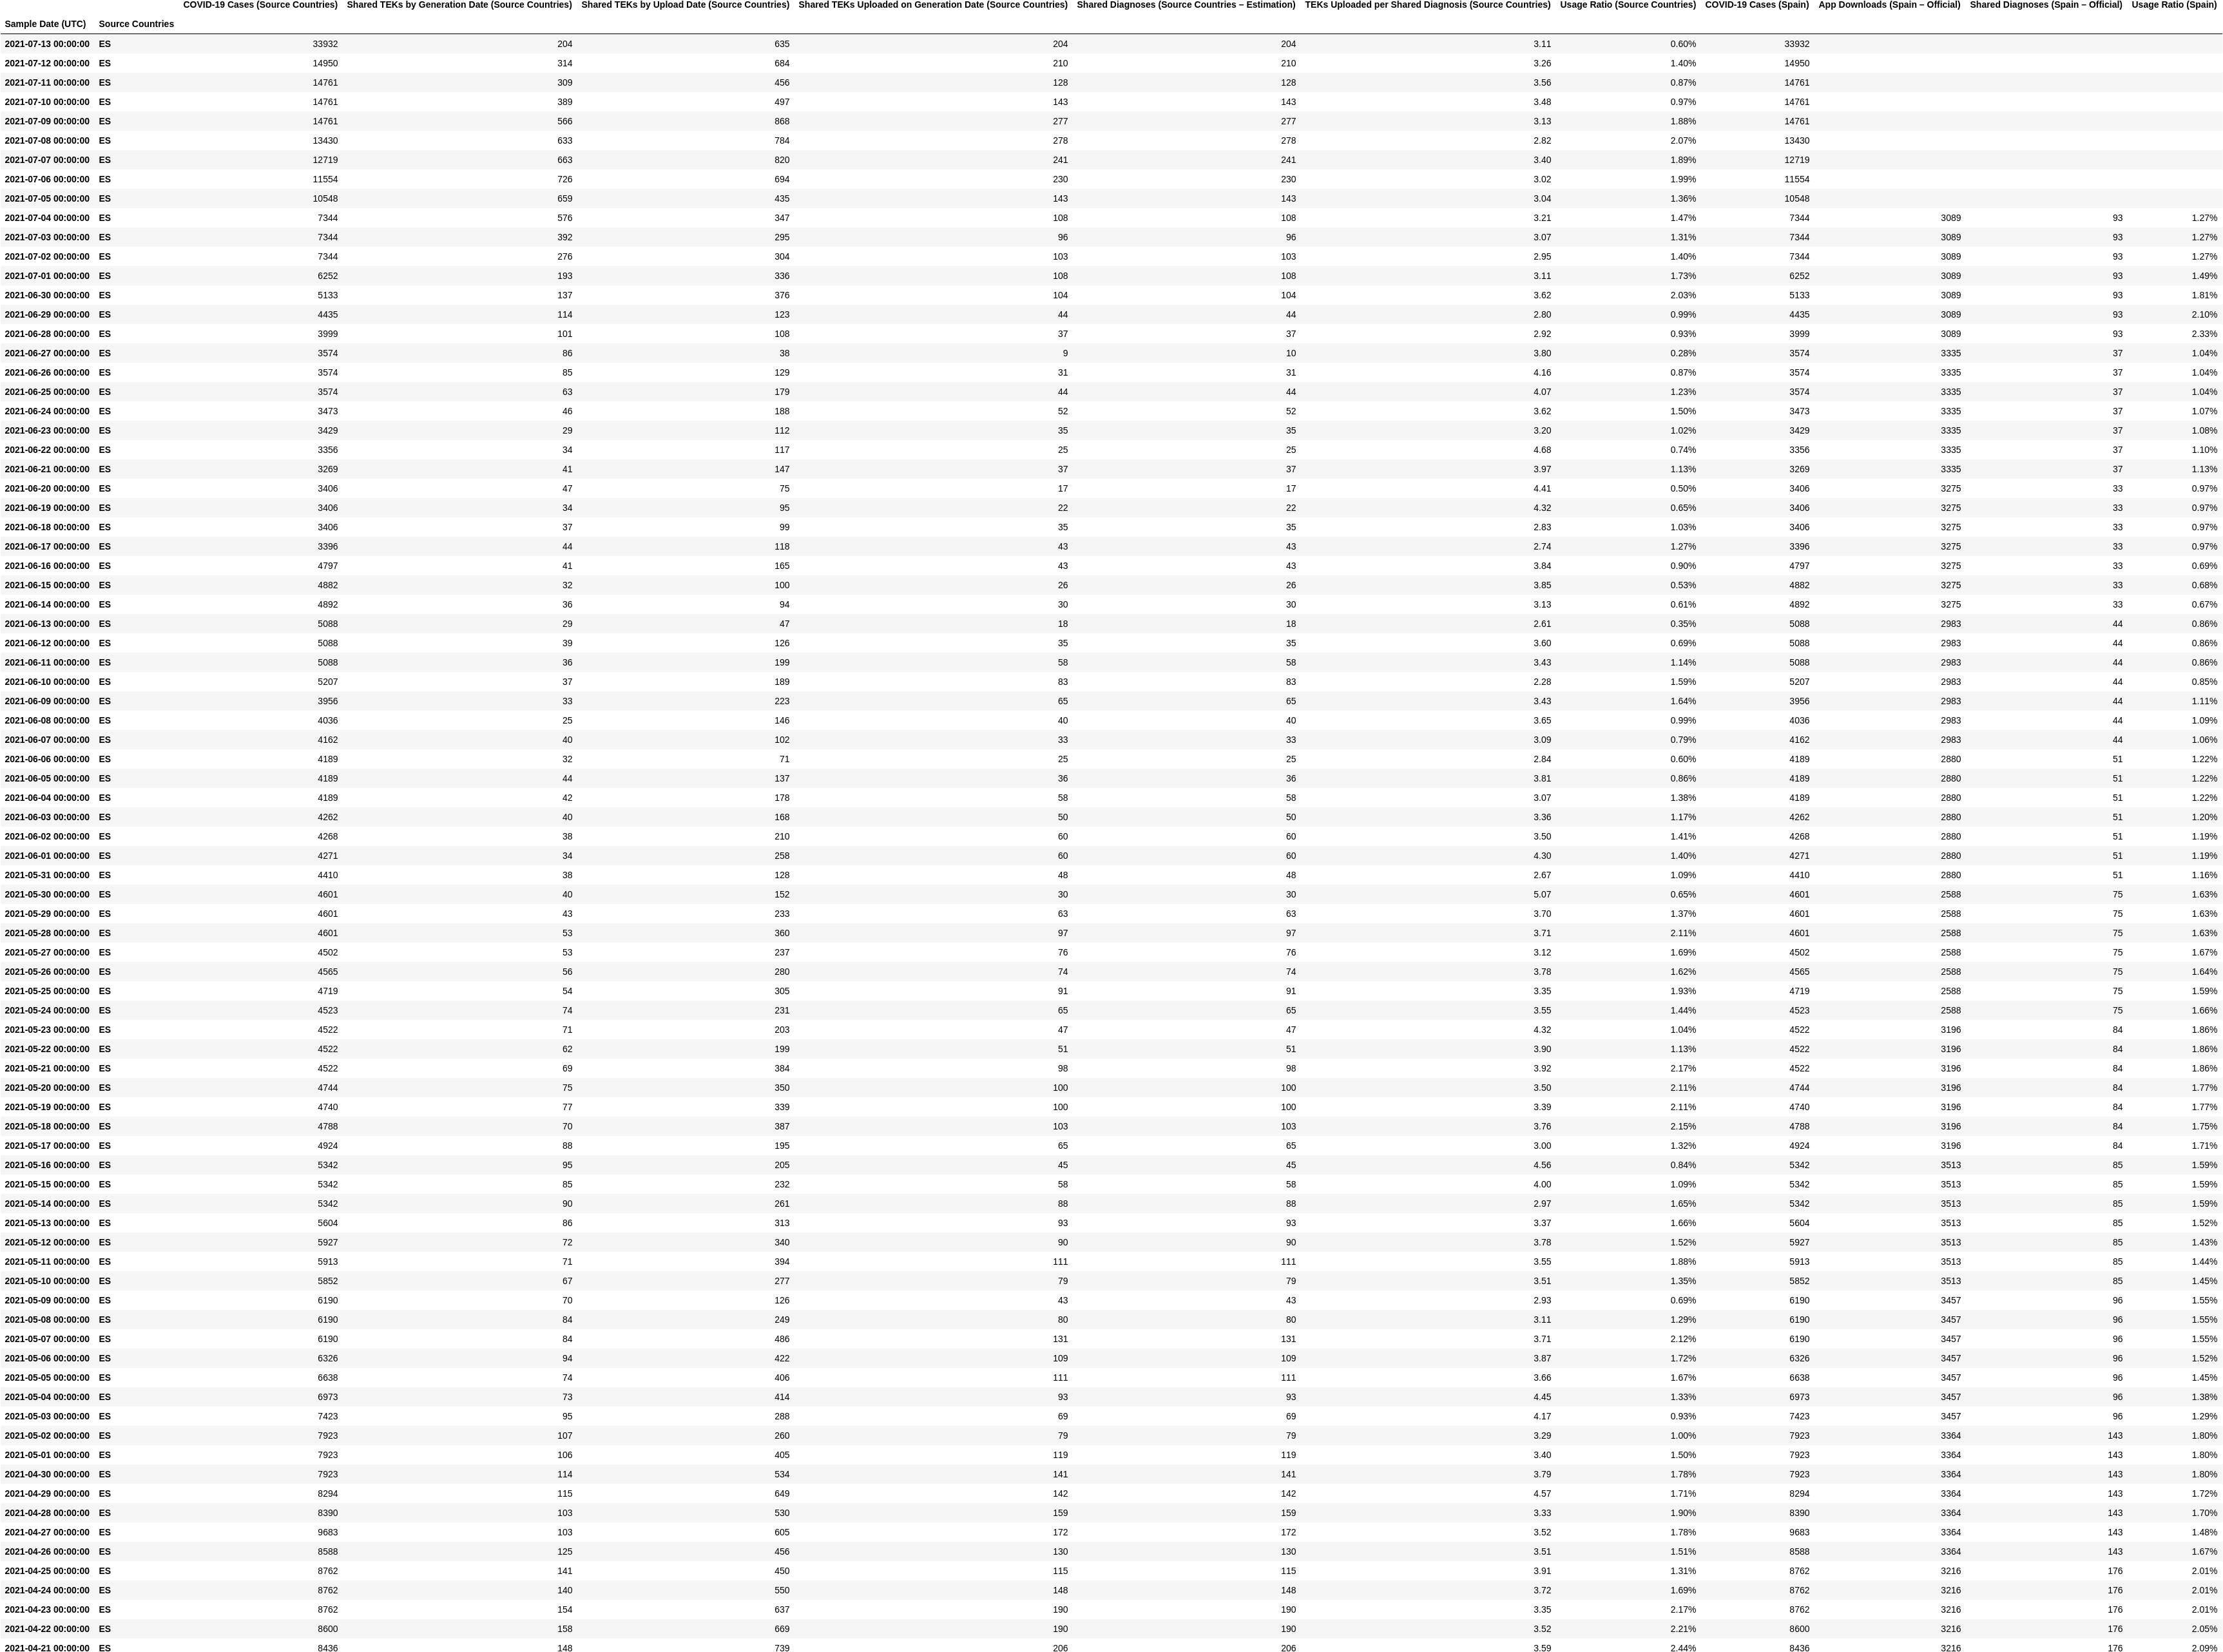 COVID-19 Cases (Source Countries) Shared TEKs by Generation Date (Source Countries) Shared TEKs by Upload Date (Source Countries) Shared TEKs Uploaded on Generation Date (Source Countries) Shared Diagnoses (Source Countries – Estimation) TEKs Uploaded per Shared Diagnosis (Source Countries) Usage Ratio (Source Countries) COVID-19 Cases (Spain) App Downloads (Spain – Official) Shared Diagnoses (Spain – Official) Usage Ratio (Spain)
Sample Date (UTC) Source Countries
2021-07-13 00:00:00 ES 33932 204 635 204 204 3.11 0.60% 33932
2021-07-12 00:00:00 ES 14950 314 684 210 210 3.26 1.40% 14950
2021-07-11 00:00:00 ES 14761 309 456 128 128 3.56 0.87% 14761
2021-07-10 00:00:00 ES 14761 389 497 143 143 3.48 0.97% 14761
2021-07-09 00:00:00 ES 14761 566 868 277 277 3.13 1.88% 14761
2021-07-08 00:00:00 ES 13430 633 784 278 278 2.82 2.07% 13430
2021-07-07 00:00:00 ES 12719 663 820 241 241 3.40 1.89% 12719
2021-07-06 00:00:00 ES 11554 726 694 230 230 3.02 1.99% 11554
2021-07-05 00:00:00 ES 10548 659 435 143 143 3.04 1.36% 10548
2021-07-04 00:00:00 ES 7344 576 347 108 108 3.21 1.47% 7344 3089 93 1.27%
2021-07-03 00:00:00 ES 7344 392 295 96 96 3.07 1.31% 7344 3089 93 1.27%
2021-07-02 00:00:00 ES 7344 276 304 103 103 2.95 1.40% 7344 3089 93 1.27%
2021-07-01 00:00:00 ES 6252 193 336 108 108 3.11 1.73% 6252 3089 93 1.49%
2021-06-30 00:00:00 ES 5133 137 376 104 104 3.62 2.03% 5133 3089 93 1.81%
2021-06-29 00:00:00 ES 4435 114 123 44 44 2.80 0.99% 4435 3089 93 2.10%
2021-06-28 00:00:00 ES 3999 101 108 37 37 2.92 0.93% 3999 3089 93 2.33%
2021-06-27 00:00:00 ES 3574 86 38 9 10 3.80 0.28% 3574 3335 37 1.04%
2021-06-26 00:00:00 ES 3574 85 129 31 31 4.16 0.87% 3574 3335 37 1.04%
2021-06-25 00:00:00 ES 3574 63 179 44 44 4.07 1.23% 3574 3335 37 1.04%
2021-06-24 00:00:00 ES 3473 46 188 52 52 3.62 1.50% 3473 3335 37 1.07%
2021-06-23 00:00:00 ES 3429 29 112 35 35 3.20 1.02% 3429 3335 37 1.08%
2021-06-22 00:00:00 ES 3356 34 117 25 25 4.68 0.74% 3356 3335 37 1.10%
2021-06-21 00:00:00 ES 3269 41 147 37 37 3.97 1.13% 3269 3335 37 1.13%
2021-06-20 00:00:00 ES 3406 47 75 17 17 4.41 0.50% 3406 3275 33 0.97%
2021-06-19 00:00:00 ES 3406 34 95 22 22 4.32 0.65% 3406 3275 33 0.97%
2021-06-18 00:00:00 ES 3406 37 99 35 35 2.83 1.03% 3406 3275 33 0.97%
2021-06-17 00:00:00 ES 3396 44 118 43 43 2.74 1.27% 3396 3275 33 0.97%
2021-06-16 00:00:00 ES 4797 41 165 43 43 3.84 0.90% 4797 3275 33 0.69%
2021-06-15 00:00:00 ES 4882 32 100 26 26 3.85 0.53% 4882 3275 33 0.68%
2021-06-14 00:00:00 ES 4892 36 94 30 30 3.13 0.61% 4892 3275 33 0.67%
2021-06-13 00:00:00 ES 5088 29 47 18 18 2.61 0.35% 5088 2983 44 0.86%
2021-06-12 00:00:00 ES 5088 39 126 35 35 3.60 0.69% 5088 2983 44 0.86%
2021-06-11 00:00:00 ES 5088 36 199 58 58 3.43 1.14% 5088 2983 44 0.86%
2021-06-10 00:00:00 ES 5207 37 189 83 83 2.28 1.59% 5207 2983 44 0.85%
2021-06-09 00:00:00 ES 3956 33 223 65 65 3.43 1.64% 3956 2983 44 1.11%
2021-06-08 00:00:00 ES 4036 25 146 40 40 3.65 0.99% 4036 2983 44 1.09%
2021-06-07 00:00:00 ES 4162 40 102 33 33 3.09 0.79% 4162 2983 44 1.06%
2021-06-06 00:00:00 ES 4189 32 71 25 25 2.84 0.60% 4189 2880 51 1.22%
2021-06-05 00:00:00 ES 4189 44 137 36 36 3.81 0.86% 4189 2880 51 1.22%
2021-06-04 00:00:00 ES 4189 42 178 58 58 3.07 1.38% 4189 2880 51 1.22%
2021-06-03 00:00:00 ES 4262 40 168 50 50 3.36 1.17% 4262 2880 51 1.20%
2021-06-02 00:00:00 ES 4268 38 210 60 60 3.50 1.41% 4268 2880 51 1.19%
2021-06-01 00:00:00 ES 4271 34 258 60 60 4.30 1.40% 4271 2880 51 1.19%
2021-05-31 00:00:00 ES 4410 38 128 48 48 2.67 1.09% 4410 2880 51 1.16%
2021-05-30 00:00:00 ES 4601 40 152 30 30 5.07 0.65% 4601 2588 75 1.63%
2021-05-29 00:00:00 ES 4601 43 233 63 63 3.70 1.37% 4601 2588 75 1.63%
2021-05-28 00:00:00 ES 4601 53 360 97 97 3.71 2.11% 4601 2588 75 1.63%
2021-05-27 00:00:00 ES 4502 53 237 76 76 3.12 1.69% 4502 2588 75 1.67%
2021-05-26 00:00:00 ES 4565 56 280 74 74 3.78 1.62% 4565 2588 75 1.64%
2021-05-25 00:00:00 ES 4719 54 305 91 91 3.35 1.93% 4719 2588 75 1.59%
2021-05-24 00:00:00 ES 4523 74 231 65 65 3.55 1.44% 4523 2588 75 1.66%
2021-05-23 00:00:00 ES 4522 71 203 47 47 4.32 1.04% 4522 3196 84 1.86%
2021-05-22 00:00:00 ES 4522 62 199 51 51 3.90 1.13% 4522 3196 84 1.86%
2021-05-21 00:00:00 ES 4522 69 384 98 98 3.92 2.17% 4522 3196 84 1.86%
2021-05-20 00:00:00 ES 4744 75 350 100 100 3.50 2.11% 4744 3196 84 1.77%
2021-05-19 00:00:00 ES 4740 77 339 100 100 3.39 2.11% 4740 3196 84 1.77%
2021-05-18 00:00:00 ES 4788 70 387 103 103 3.76 2.15% 4788 3196 84 1.75%
2021-05-17 00:00:00 ES 4924 88 195 65 65 3.00 1.32% 4924 3196 84 1.71%
2021-05-16 00:00:00 ES 5342 95 205 45 45 4.56 0.84% 5342 3513 85 1.59%
2021-05-15 00:00:00 ES 5342 85 232 58 58 4.00 1.09% 5342 3513 85 1.59%
2021-05-14 00:00:00 ES 5342 90 261 88 88 2.97 1.65% 5342 3513 85 1.59%
2021-05-13 00:00:00 ES 5604 86 313 93 93 3.37 1.66% 5604 3513 85 1.52%
2021-05-12 00:00:00 ES 5927 72 340 90 90 3.78 1.52% 5927 3513 85 1.43%
2021-05-11 00:00:00 ES 5913 71 394 111 111 3.55 1.88% 5913 3513 85 1.44%
2021-05-10 00:00:00 ES 5852 67 277 79 79 3.51 1.35% 5852 3513 85 1.45%
2021-05-09 00:00:00 ES 6190 70 126 43 43 2.93 0.69% 6190 3457 96 1.55%
2021-05-08 00:00:00 ES 6190 84 249 80 80 3.11 1.29% 6190 3457 96 1.55%
2021-05-07 00:00:00 ES 6190 84 486 131 131 3.71 2.12% 6190 3457 96 1.55%
2021-05-06 00:00:00 ES 6326 94 422 109 109 3.87 1.72% 6326 3457 96 1.52%
2021-05-05 00:00:00 ES 6638 74 406 111 111 3.66 1.67% 6638 3457 96 1.45%
2021-05-04 00:00:00 ES 6973 73 414 93 93 4.45 1.33% 6973 3457 96 1.38%
2021-05-03 00:00:00 ES 7423 95 288 69 69 4.17 0.93% 7423 3457 96 1.29%
2021-05-02 00:00:00 ES 7923 107 260 79 79 3.29 1.00% 7923 3364 143 1.80%
2021-05-01 00:00:00 ES 7923 106 405 119 119 3.40 1.50% 7923 3364 143 1.80%
2021-04-30 00:00:00 ES 7923 114 534 141 141 3.79 1.78% 7923 3364 143 1.80%
2021-04-29 00:00:00 ES 8294 115 649 142 142 4.57 1.71% 8294 3364 143 1.72%
2021-04-28 00:00:00 ES 8390 103 530 159 159 3.33 1.90% 8390 3364 143 1.70%
2021-04-27 00:00:00 ES 9683 103 605 172 172 3.52 1.78% 9683 3364 143 1.48%
2021-04-26 00:00:00 ES 8588 125 456 130 130 3.51 1.51% 8588 3364 143 1.67%
2021-04-25 00:00:00 ES 8762 141 450 115 115 3.91 1.31% 8762 3216 176 2.01%
2021-04-24 00:00:00 ES 8762 140 550 148 148 3.72 1.69% 8762 3216 176 2.01%
2021-04-23 00:00:00 ES 8762 154 637 190 190 3.35 2.17% 8762 3216 176 2.01%
2021-04-22 00:00:00 ES 8600 158 669 190 190 3.52 2.21% 8600 3216 176 2.05%
2021-04-21 00:00:00 ES 8436 148 739 206 206 3.59 2.44% 8436 3216 176 2.09%